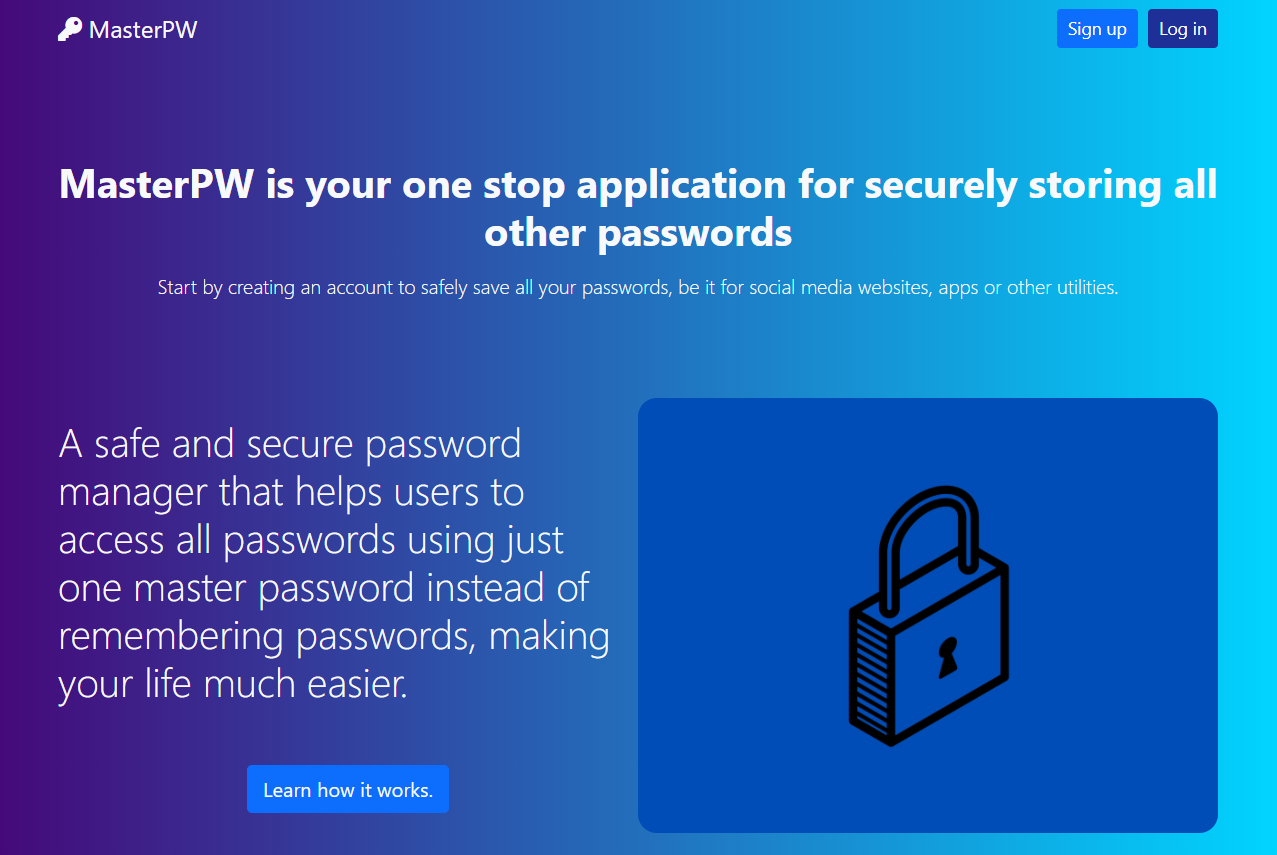 MasterPW
Sign up
Log in
MasterPW is your one stop application for securely storing all
other passwords
Start by creating an account to safely save all your passwords, be it for social media websites, apps or other utilities.
A safe and secure password
manager that helps users to
access all passwords using just
one master password instead of
remembering passwords, making
your life much easier.
Learn how it works.